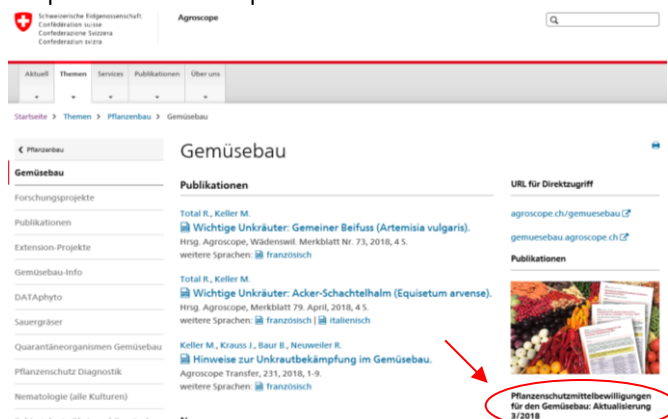 Schweizerische Eidgenossenschaft
Confédération suisse
Confederazione Svizzera
Confederaziun svizra
Agroscope
Aktuell
Themen
Services
Publikationen
Über uns
Startseite > Themen > Pflanzenbau > Gemüsebau
Pflanzenbau
Gemüsebau
Forschungsprojekte
Publikationen
Extension-Projekte
Gemüsebau-Info
DATAphyto
Sauergräser
Quarantäneorganismen Gemüsebau
Pflanzenschutz Diagnostik
Nematologie (alle Kulturen)
Gemüsebau
Publikationen
Total R., Keller M.
Wichtige Unkräuter: Gemeiner Beifuss (Artemisia vulgaris).
Hrsg. Agroscope, Wädenswil. Merkblatt Nr. 73, 2018, 4 S.
weitere Sprachen: französisch
Total R., Keller M.
Wichtige Unkräuter: Acker-Schachtelhalm (Equisetum arvense).
Hrsg. Agroscope, Merkblatt 79. April, 2018, 4 S.
weitere Sprachen: französisch | italienisch
Keller M., Krauss J., Baur B., Neuweiler R.
Hinweise zur Unkrautbekämpfung im Gemüsebau.
Agroscope Transfer, 231, 2018, 1-9.
weitere Sprachen: französisch
URL für Direktzugriff
agroscope.ch/gemuesebau
gemuesebau.agroscope.ch
Publikationen
Pflanzenschutzmittelbewilligungen
für den Gemüsebau: Aktualisierung
3/2018